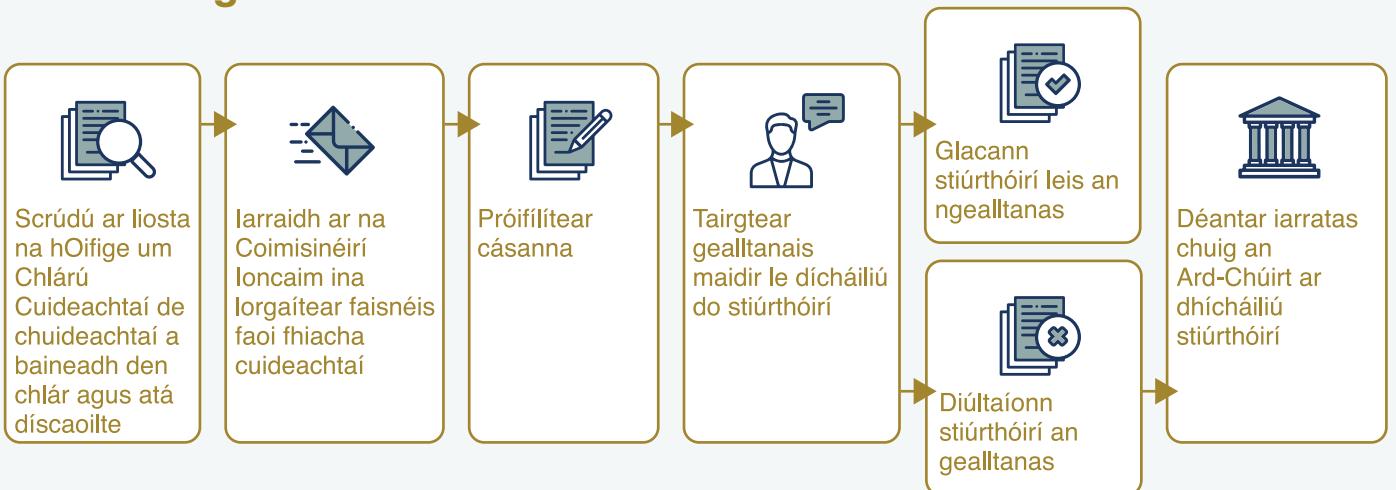 Scrúdú ar liosta
na hOifige um
Chlárú
Cuideachtaí de
chuideachtaí a
baineadh den
chlár agus atá
díscaoilte
Iarraidh ar na
Coimisinéirí
Ioncaim ina
lorgaítear faisnéis
faoi fhiacha
cuideachtaí
Próifílítear
cásanna
Tairgtear
gealltanais
maidir le dícháiliú
do stiúrthóirí
Glacann
stiúrthóirí leis an
ngealltanas
Diúltaíonn
stiúrthóirí an
gealltanas
Déantar iarratas
chuig an
Ard-Chúirt ar
dhícháiliú
stiúrthóirí